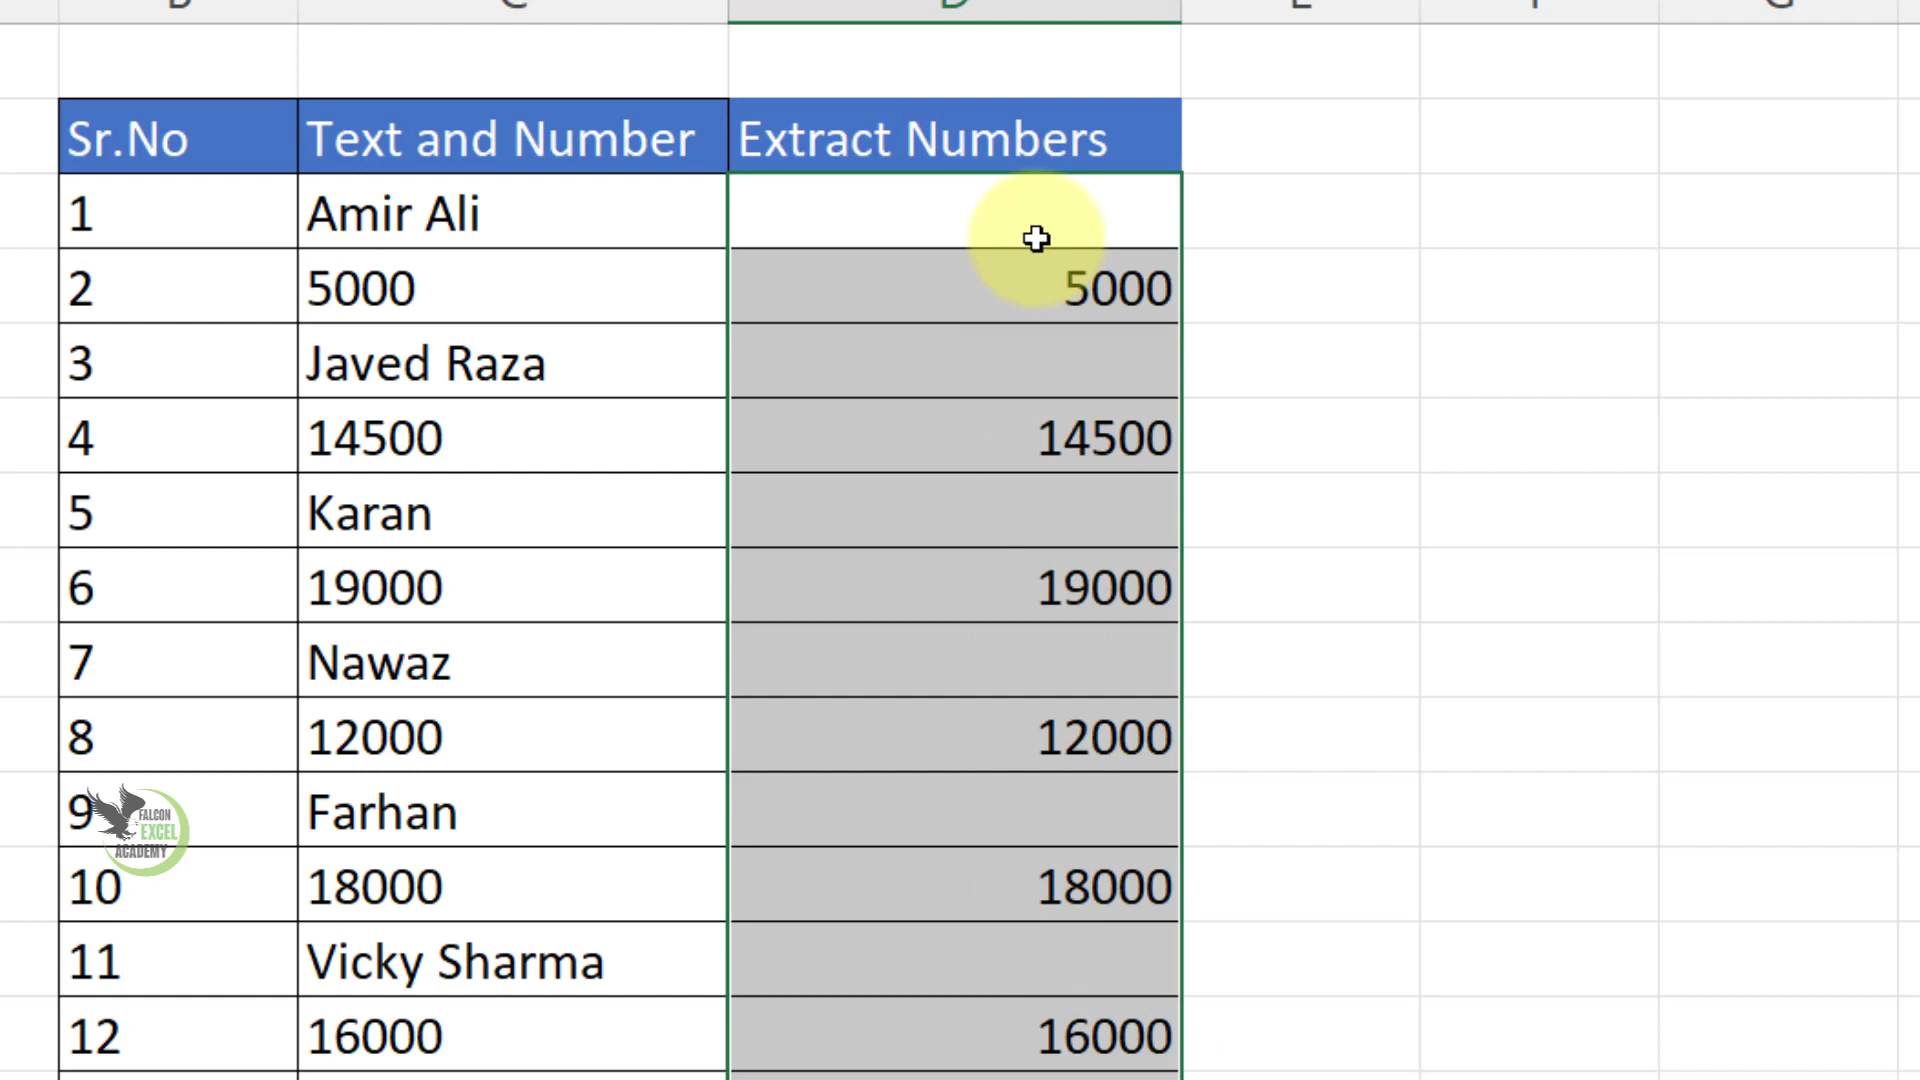 B C D E F G
Sr.No Text and Number Extract Numbers
1 Amir Ali
2 5000 5000
3 Javed Raza
4 14500 14500
5 Karan
6 19000 19000
7 Nawaz
8 12000 12000
9 Farhan
FALCON
EXCEL
ACADEMY
10 18000 18000
11 Vicky Sharma
12 16000 16000